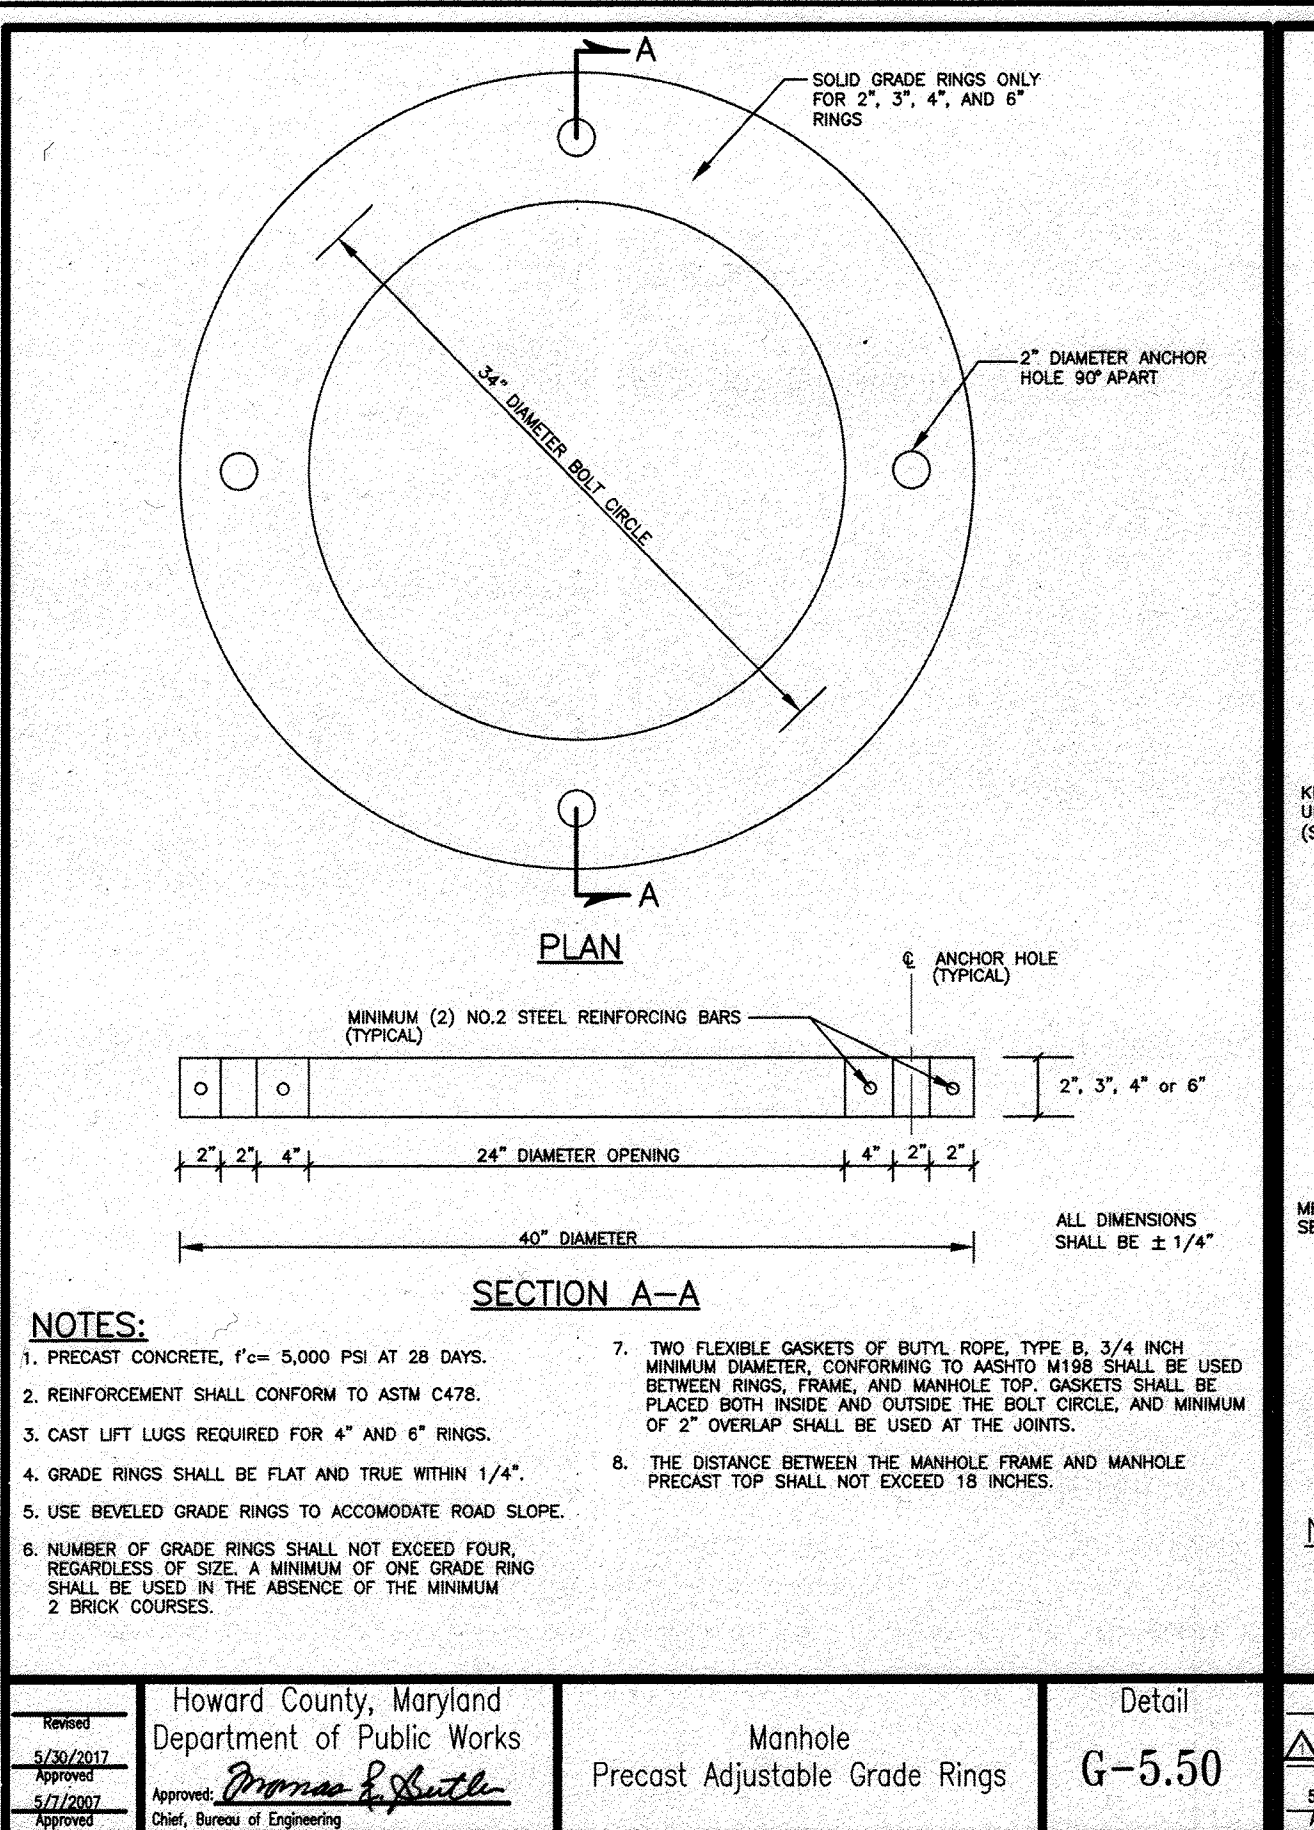 A
SOLID GRADE RINGS ONLY
FOR 2", 3", 4", AND 6"
RINGS
2" DIAMETER ANCHOR
HOLE 90° APART
34" DIAMETER BOLT CIRCLE
A
PLAN
℄ ANCHOR HOLE
(TYPICAL)
MINIMUM (2) NO.2 STEEL REINFORCING BARS
(TYPICAL)
2", 3", 4" or 6"
2" 2" 4" 24" DIAMETER OPENING 4" 2" 2"
40" DIAMETER
ALL DIMENSIONS
SHALL BE ± 1/4"
SECTION A-A
NOTES:
1. PRECAST CONCRETE, f'c= 5,000 PSI AT 28 DAYS.
2. REINFORCEMENT SHALL CONFORM TO ASTM C478.
3. CAST LIFT LUGS REQUIRED FOR 4" AND 6" RINGS.
4. GRADE RINGS SHALL BE FLAT AND TRUE WITHIN 1/4".
5. USE BEVELED GRADE RINGS TO ACCOMODATE ROAD SLOPE.
6. NUMBER OF GRADE RINGS SHALL NOT EXCEED FOUR,
REGARDLESS OF SIZE. A MINIMUM OF ONE GRADE RING
SHALL BE USED IN THE ABSENCE OF THE MINIMUM
2 BRICK COURSES.
7. TWO FLEXIBLE GASKETS OF BUTYL ROPE, TYPE B, 3/4 INCH
MINIMUM DIAMETER, CONFORMING TO AASHTO M198 SHALL BE USED
BETWEEN RINGS, FRAME, AND MANHOLE TOP. GASKETS SHALL BE
PLACED BOTH INSIDE AND OUTSIDE THE BOLT CIRCLE, AND MINIMUM
OF 2" OVERLAP SHALL BE USED AT THE JOINTS.
8. THE DISTANCE BETWEEN THE MANHOLE FRAME AND MANHOLE
PRECAST TOP SHALL NOT EXCEED 18 INCHES.
Revised
5/30/2017
Approved
5/7/2007
Approved
Howard County, Maryland
Department of Public Works
Approved: Thomas E. Butler
Chief, Bureau of Engineering
Manhole
Precast Adjustable Grade Rings
Detail
G-5.50